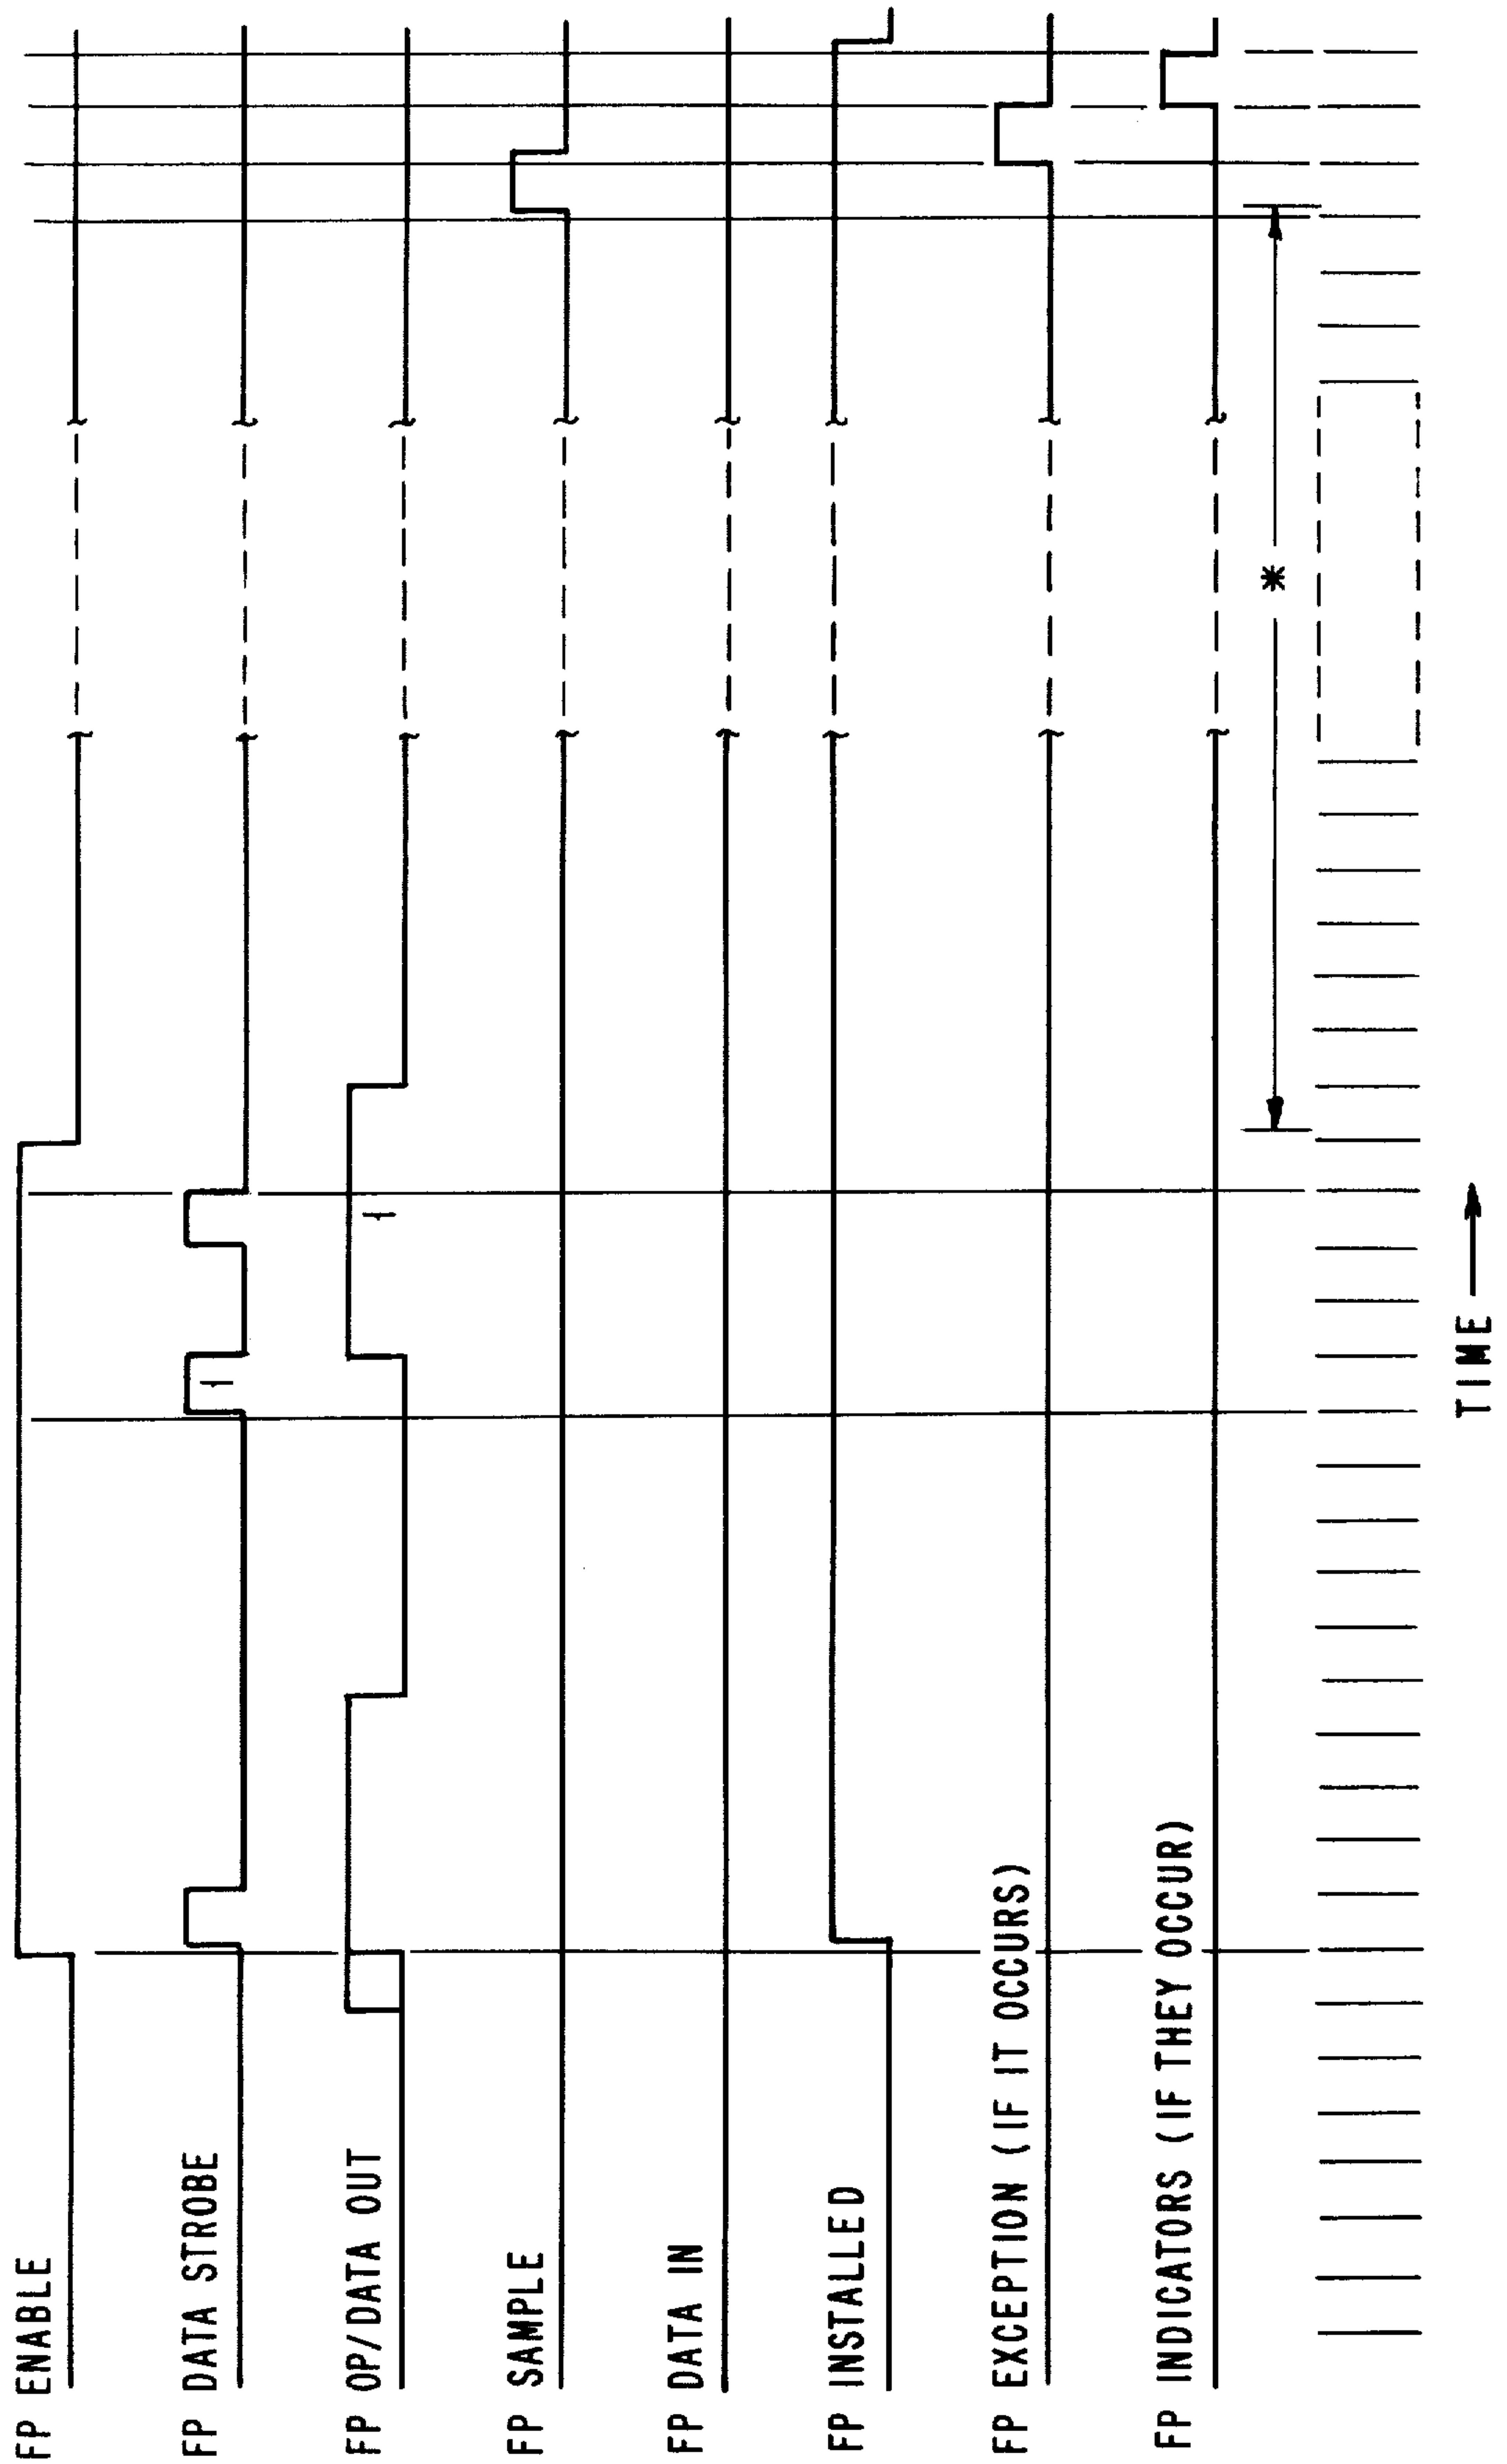 FP ENABLE
FP DATA STROBE
FP OP/DATA OUT
FP SAMPLE
FP DATA IN
FP INSTALLED
FP EXCEPTION (IF IT OCCURS)
FP INDICATORS (IF THEY OCCUR)
*
TIME